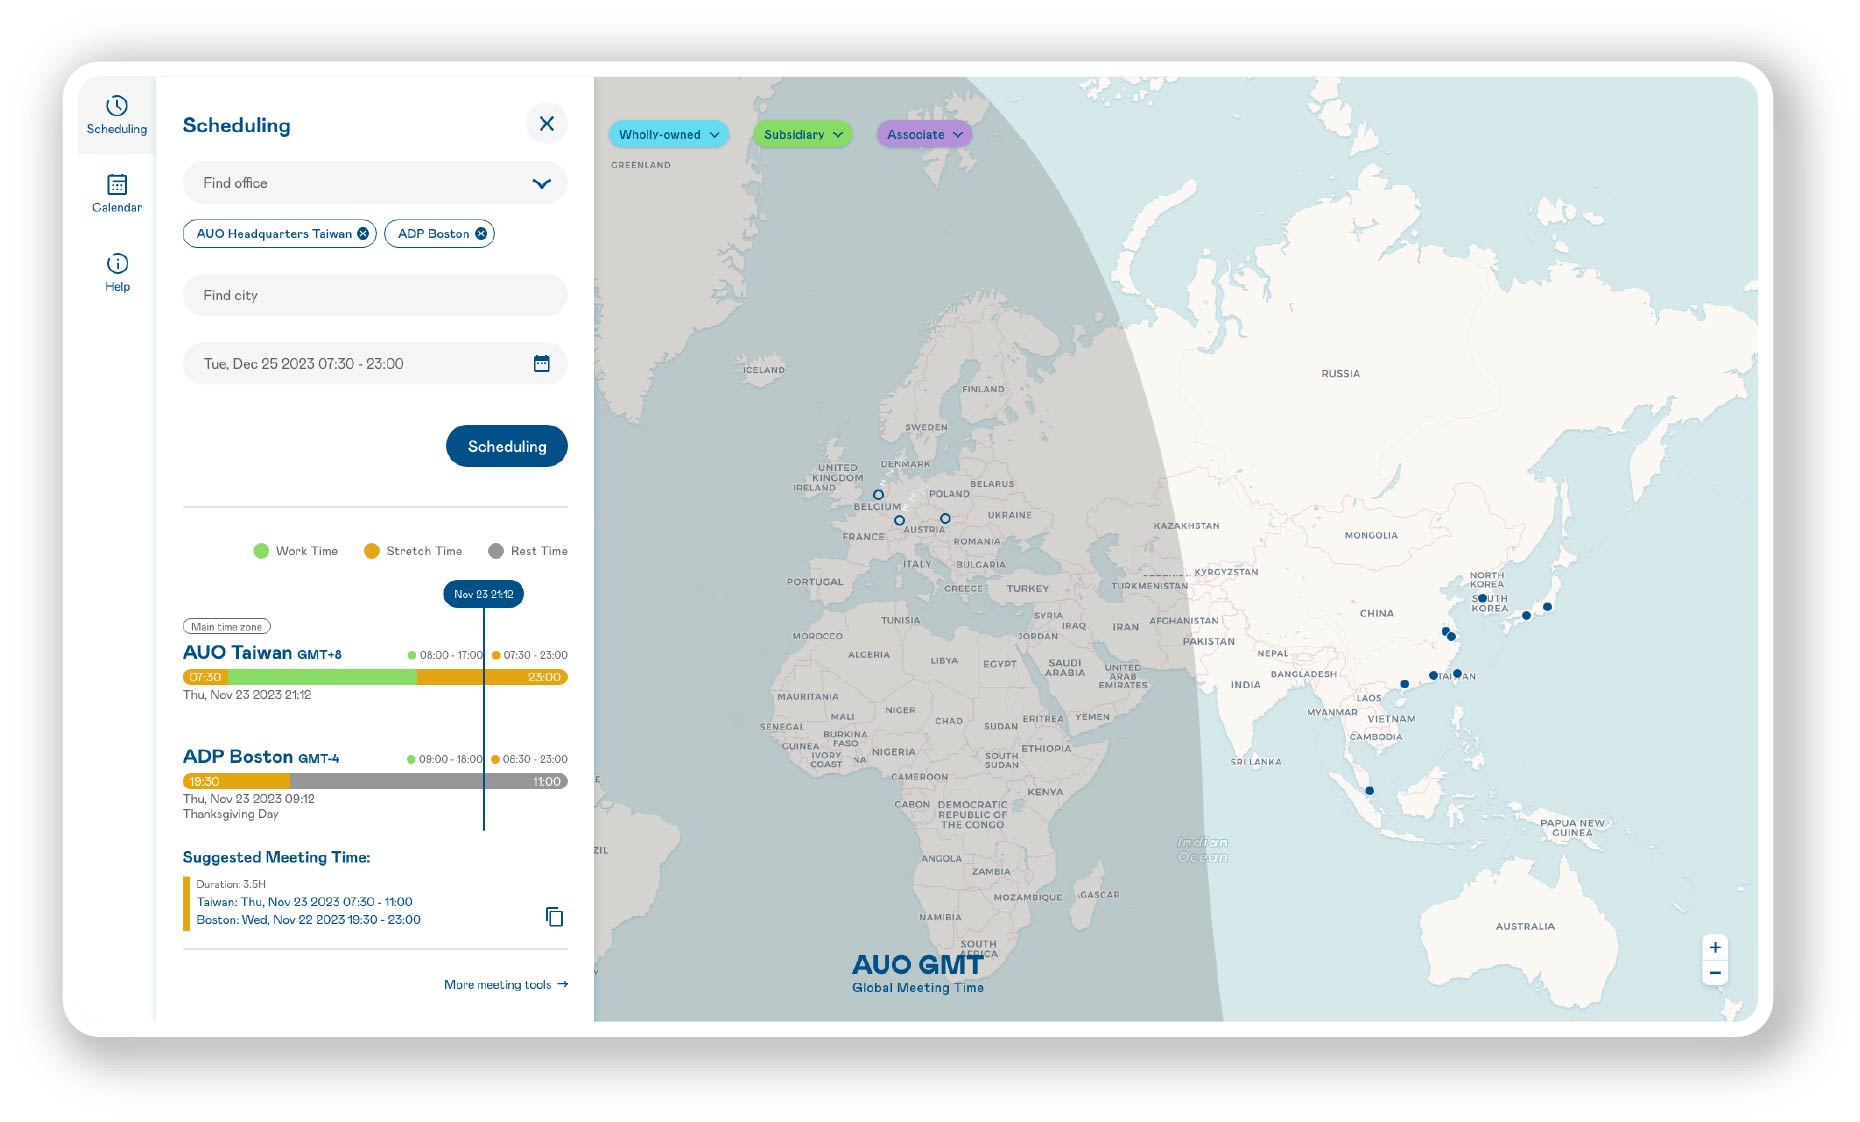 Scheduling
Calendar
Help
Scheduling
Find office
AUO Headquarters Taiwan
ADP Boston
Find city
Tue, Dec 25 2023 07:30 - 23:00
Scheduling
Work Time
Stretch Time
Rest Time
Nov 23 21:12
Main time zone
AUO Taiwan GMT+8
08:00 - 17:00
07:30 - 23:00
07:30
23:00
Thu, Nov 23 2023 21:12
ADP Boston GMT-4
09:00 - 18:00
08:30 - 23:00
19:30
11:00
Thu, Nov 23 2023 09:12
Thanksgiving Day
Suggested Meeting Time:
Duration: 3.5H
Taiwan: Thu, Nov 23 2023 07:30 - 11:00
Boston: Wed, Nov 22 2023 19:30 - 23:00
More meeting tools →
Wholly-owned
Subsidiary
Associate
GREENLAND
ICELAND
RUSSIA
FINLAND
SWEDEN
DENMARK
UNITED
KINGDOM
IRELAND
BELARUS
POLAND
BELGIUM
UKRAINE
AUSTRIA
FRANCE
ROMANIA
KAZAKHSTAN
MONGOLIA
ITALY
BULGARIA
KYRGYZSTAN
TURKMENISTAN
NORTH
KOREA
SOUTH
KOREA
PORTUGAL
GREECE
TURKEY
CHINA
SYRIA
TUNISIA
IRAQ
IRAN
AFGHANISTAN
MOROCCO
JORDAN
PAKISTAN
ALGERIA
LIBYA
EGYPT
SAUDI
ARABIA
NEPAL
UNITED
ARAB
EMIRATES
BANGLADESH
INDIA
TAIWAN
MAURITANIA
LAOS
MALI
NIGER
CHAD
SUDAN
ERITREA
YEMEN
MYANMAR
VIETNAM
SENEGAL
BURKINA
FASO
CAMBODIA
GUINEA
NIGERIA
ETHIOPIA
IVORY
COAST
NA
SOUTH
SUDAN
SRI LANKA
CAMEROON
KENYA
GABON
DEMOCRATIC
REPUBLIC OF
THE CONGO
PAPUA NEW
GUINEA
ZIL
Indian
Ocean
ANGOLA
ZAMBIA
MOZAMBIQUE
AGASCAR
NAMIBIA
AUSTRALIA
SOUTH
AFRICA
AUO GMT
Global Meeting Time
+
−